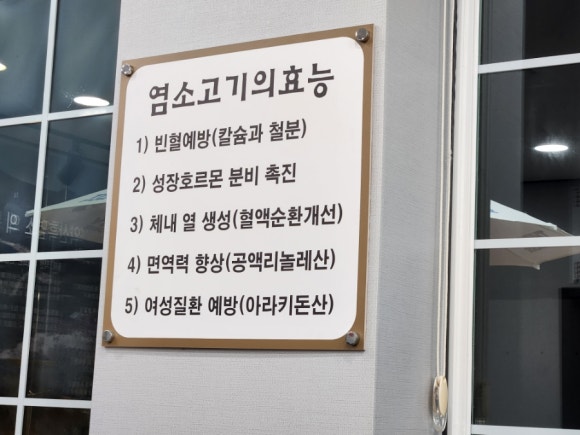 염소고기의효능
1) 빈혈예방(칼슘과 철분)
2) 성장호르몬 분비 촉진
3) 체내 열 생성(혈액순환개선)
4) 면역력 향상(공액리놀레산)
5) 여성질환 예방(아라키돈산)